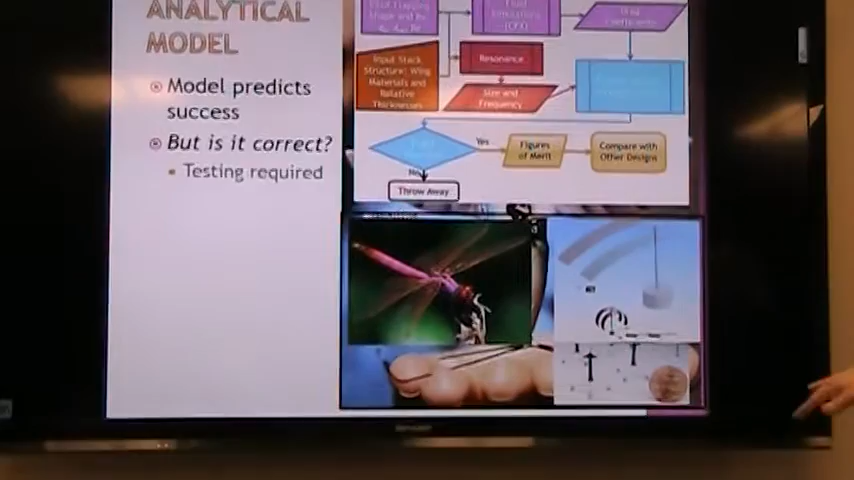 ANALYTICAL
MODEL
Model predicts
success
But is it correct?
Testing required
Resonance
Input Stack
Structure: Wing
Materials and
Relative
Thicknesses
Size and
Frequency
Yes
No
Figures
of Merit
Compare with
Other Designs
Throw Away